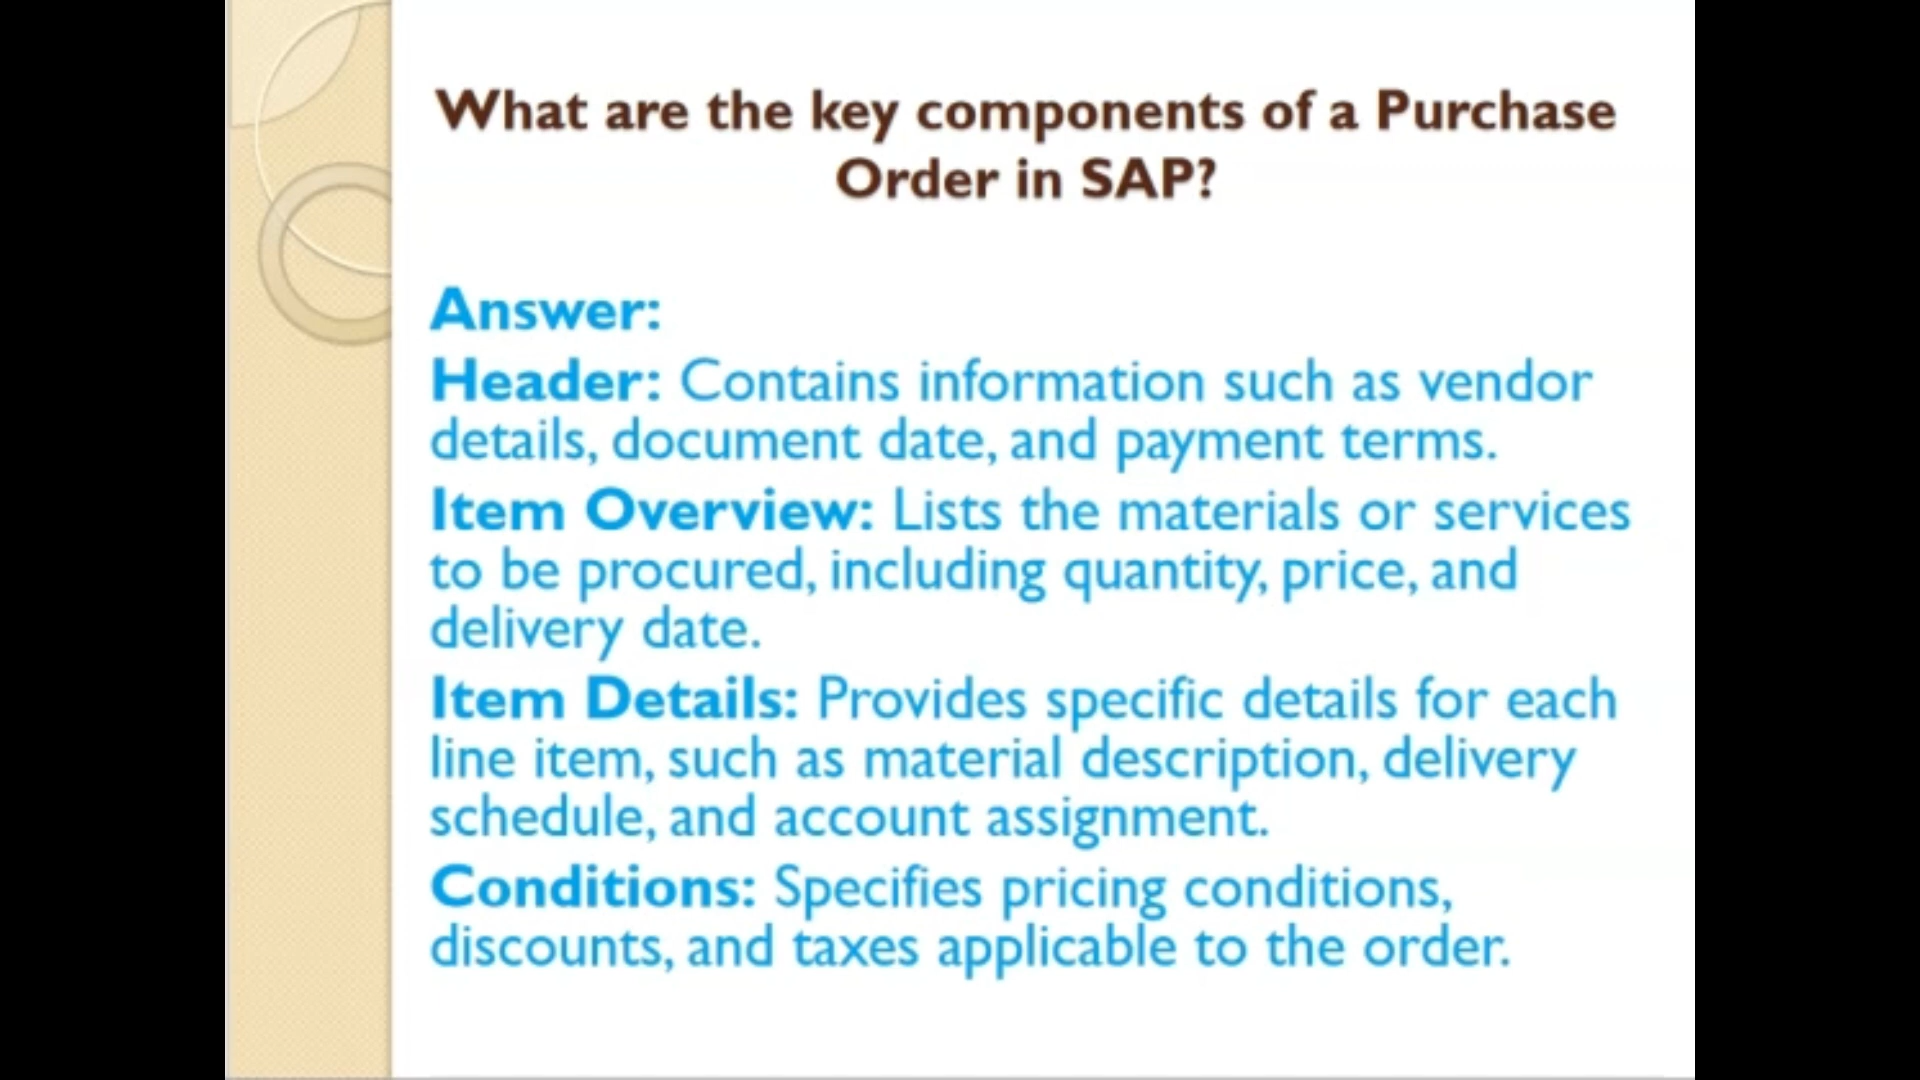 What are the key components of a Purchase
Order in SAP?
Answer:
Header: Contains information such as vendor
details, document date, and payment terms.
Item Overview: Lists the materials or services
to be procured, including quantity, price, and
delivery date.
Item Details: Provides specific details for each
line item, such as material description, delivery
schedule, and account assignment.
Conditions: Specifies pricing conditions,
discounts, and taxes applicable to the order.